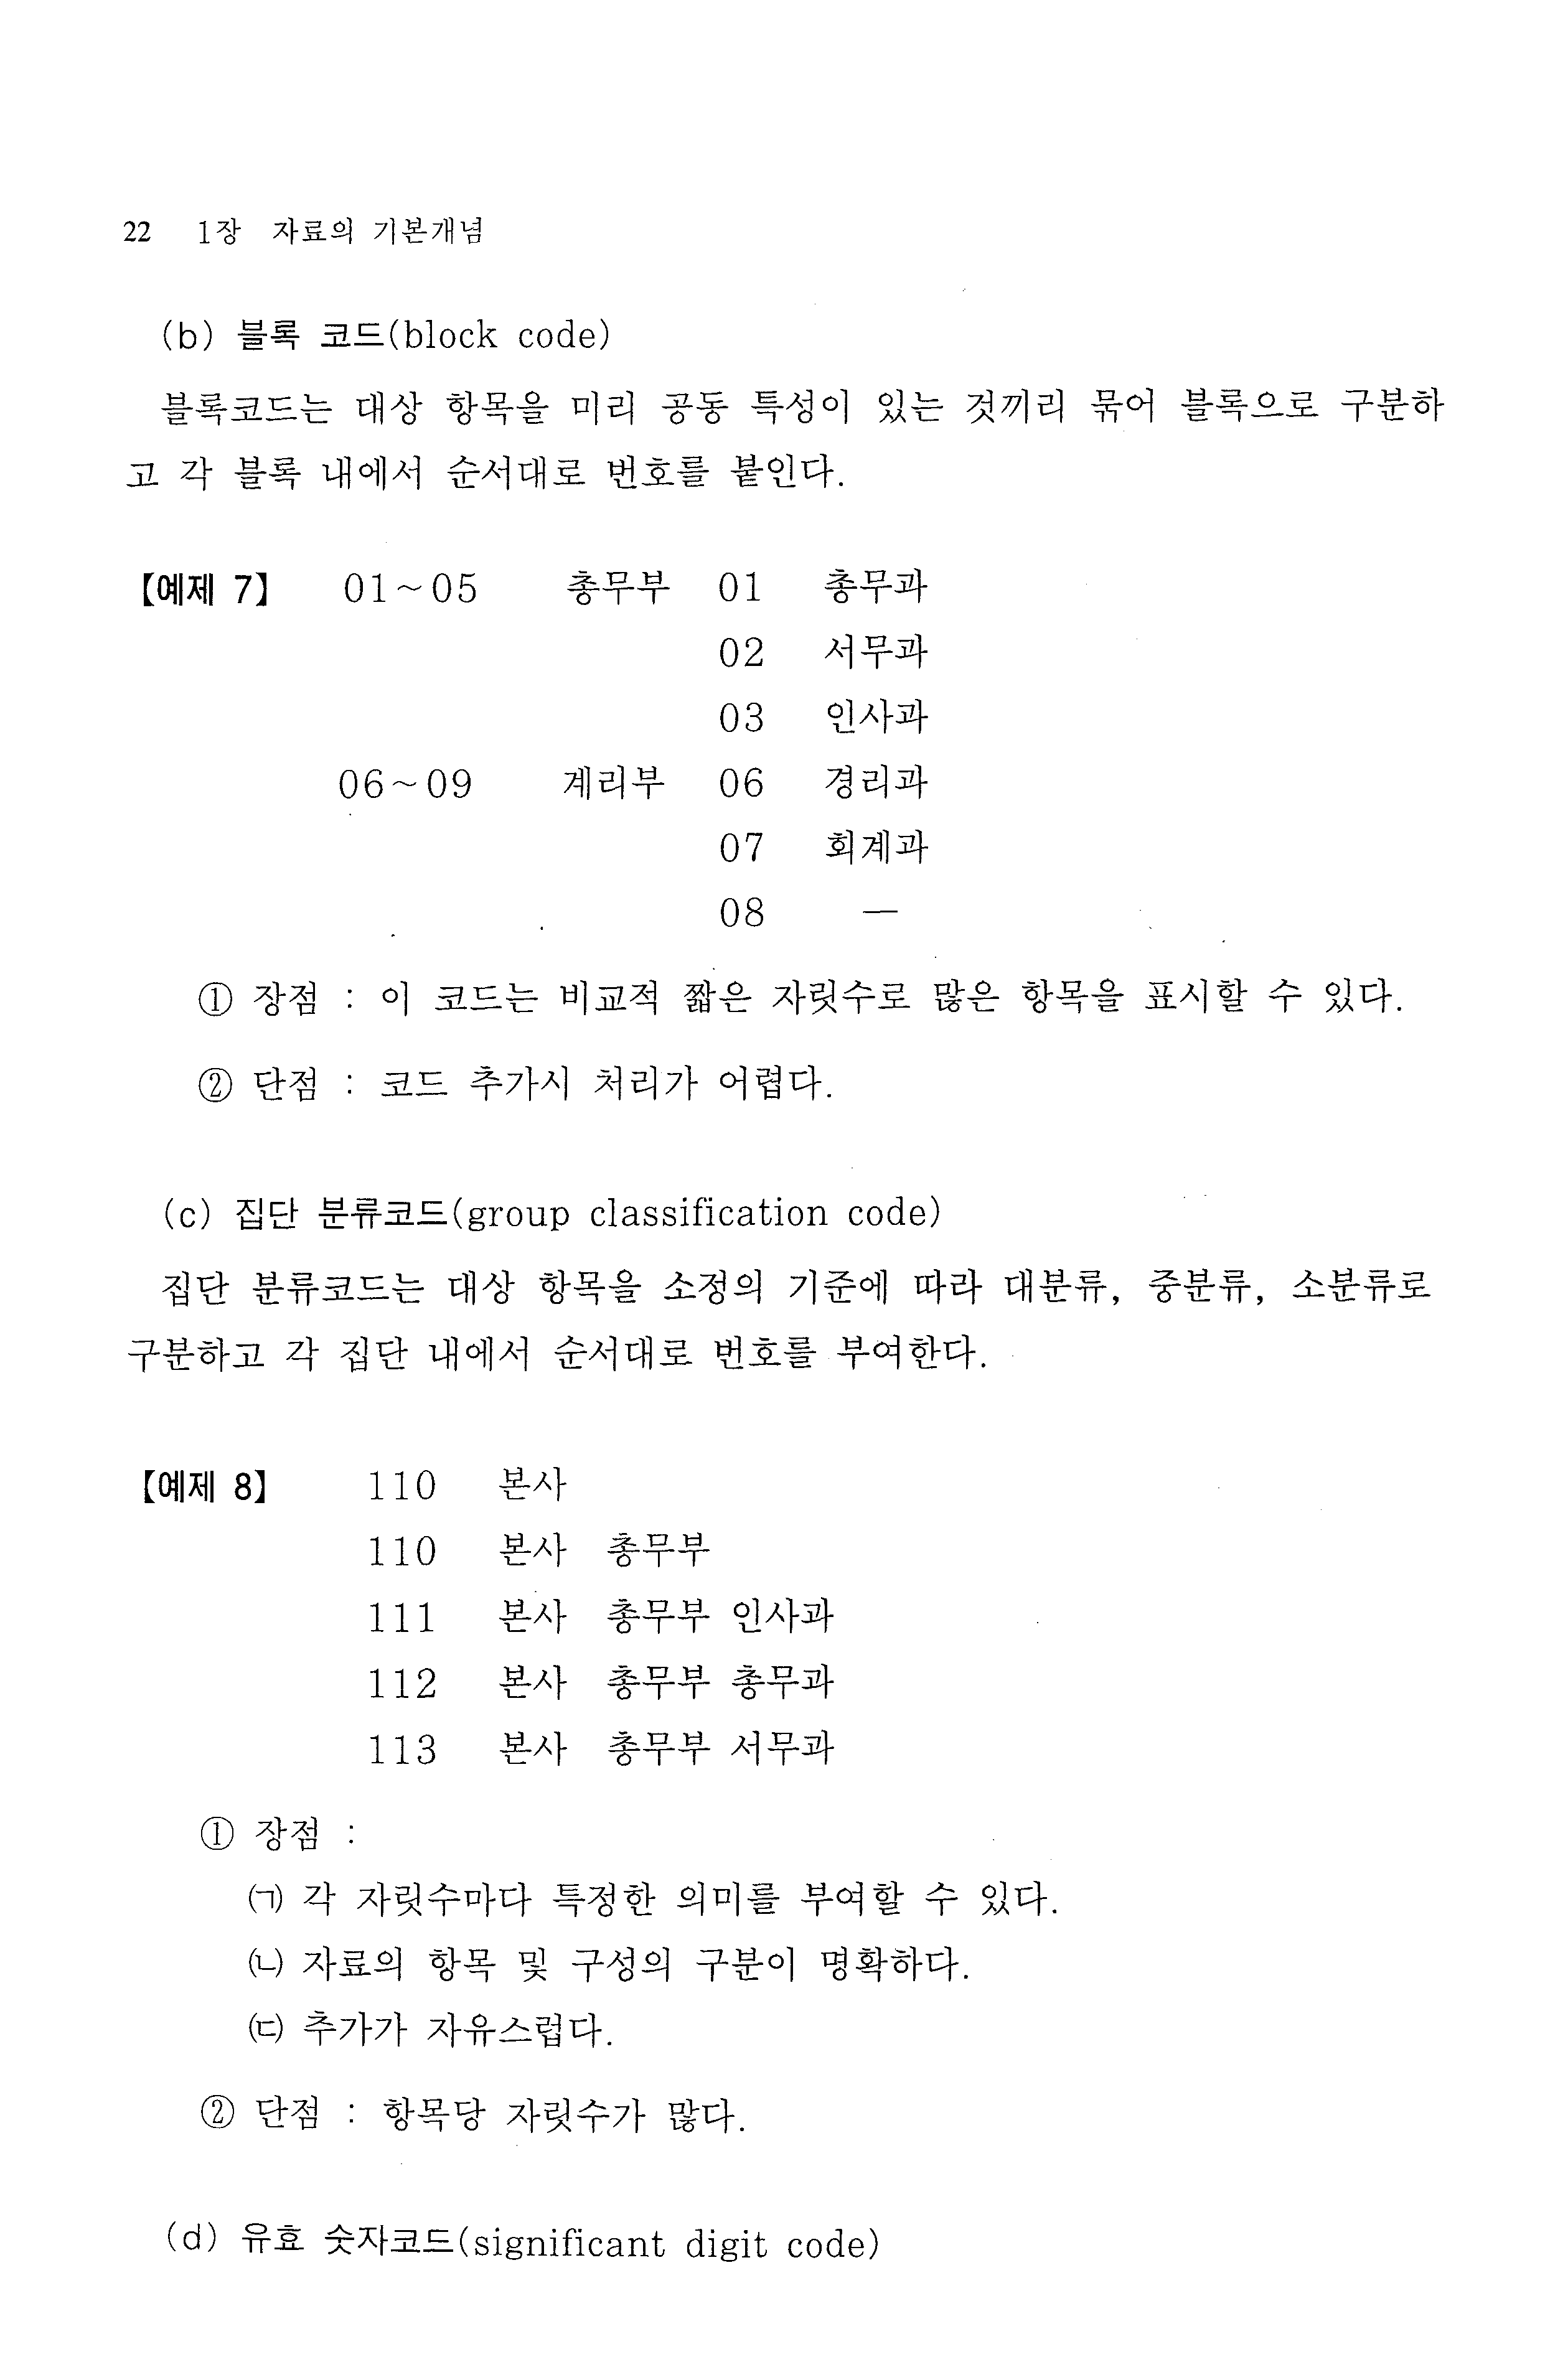 22 1장 자료의 기본개념
(b) 블록 코드(block code)
블록코드는 대상 항목을 미리 공동 특성이 있는 것끼리 묶어 블록으로 구분하
고 각 블록 내에서 순서대로 번호를 붙인다.
【예제 7】 01~05 총무부 01 총무과
02 서무과
03 인사과
06~09 계리부 06 경리과
07 회계과
08 —
① 장점 : 이 코드는 비교적 짧은 자릿수로 많은 항목을 표시할 수 있다.
② 단점 : 코드 추가시 처리가 어렵다.
(c) 집단 분류코드(group classification code)
집단 분류코드는 대상 항목을 소정의 기준에 따라 대분류, 중분류, 소분류로
구분하고 각 집단 내에서 순서대로 번호를 부여한다.
【예제 8】 110 본사
110 본사 총무부
111 본사 총무부 인사과
112 본사 총무부 총무과
113 본사 총무부 서무과
① 장점 :
㈀ 각 자릿수마다 특정한 의미를 부여할 수 있다.
㈁ 자료의 항목 및 구성의 구분이 명확하다.
㈂ 추가가 자유스럽다.
② 단점 : 항목당 자릿수가 많다.
(d) 유효 숫자코드(significant digit code)